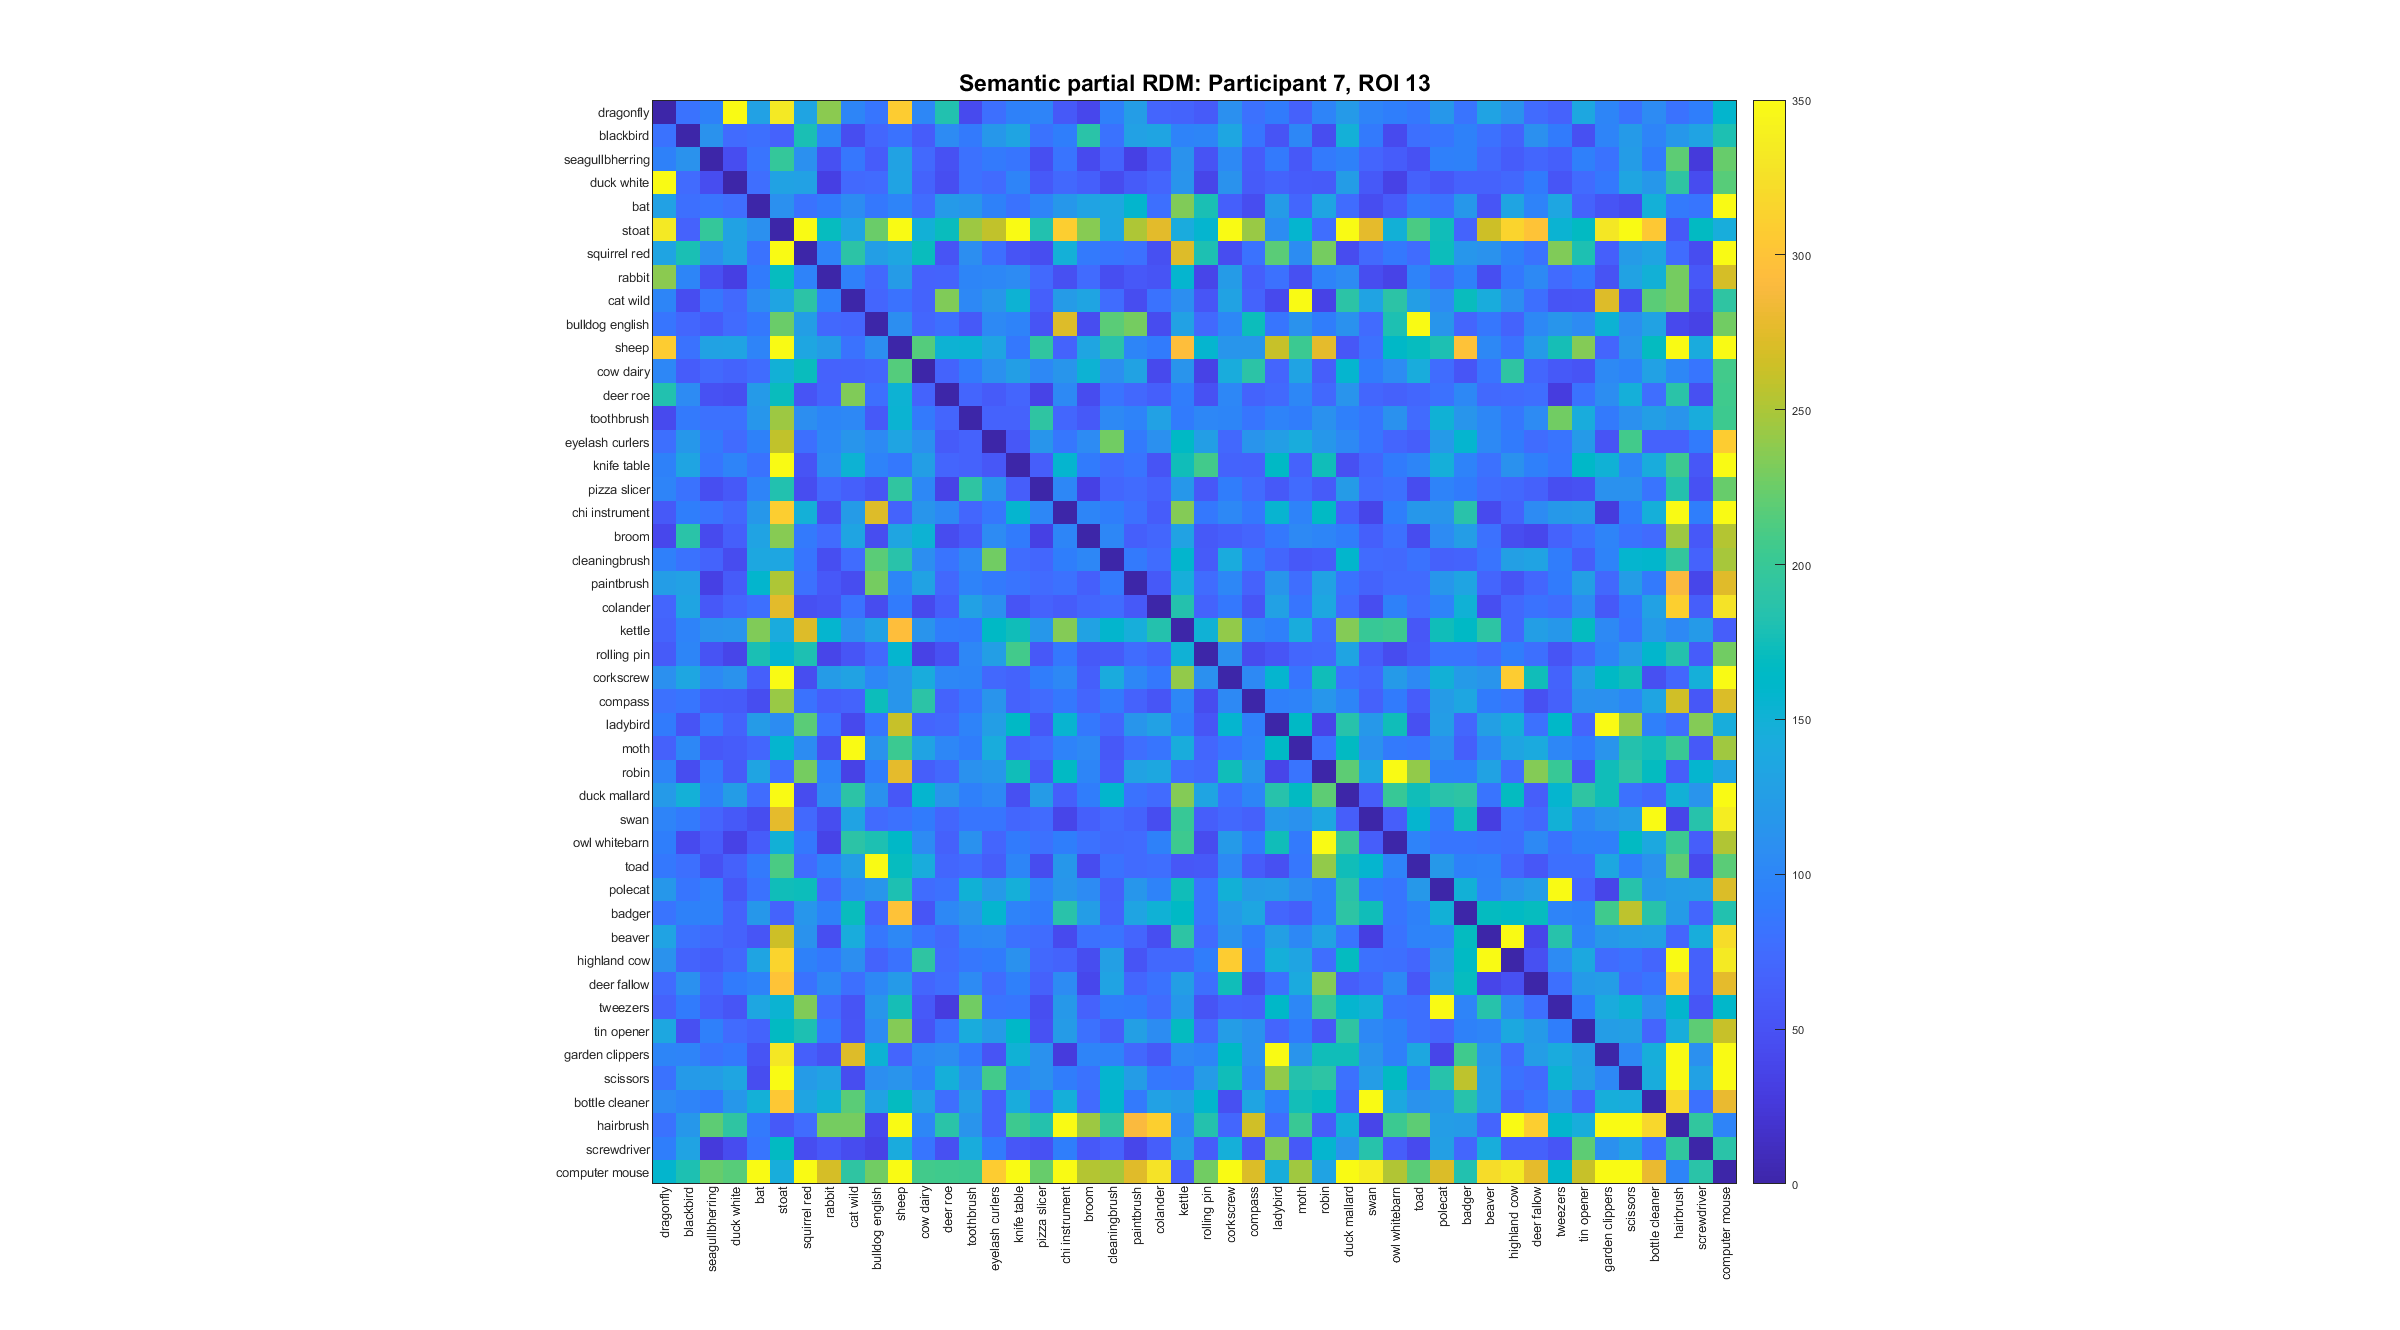 Semantic partial RDM: Participant 7, ROI 13
dragonfly
blackbird
seagullbherring
duck white
bat
stoat
squirrel red
rabbit
cat wild
bulldog english
sheep
cow dairy
deer roe
toothbrush
eyelash curlers
knife table
pizza slicer
chi instrument
broom
cleaningbrush
paintbrush
colander
kettle
rolling pin
corkscrew
compass
ladybird
moth
robin
duck mallard
swan
owl whitebarn
toad
polecat
badger
beaver
highland cow
deer fallow
tweezers
tin opener
garden clippers
scissors
bottle cleaner
hairbrush
screwdriver
computer mouse
dragonfly
blackbird
seagullbherring
duck white
bat
stoat
squirrel red
rabbit
cat wild
bulldog english
sheep
cow dairy
deer roe
toothbrush
eyelash curlers
knife table
pizza slicer
chi instrument
broom
cleaningbrush
paintbrush
colander
kettle
rolling pin
corkscrew
compass
ladybird
moth
robin
duck mallard
swan
owl whitebarn
toad
polecat
badger
beaver
highland cow
deer fallow
tweezers
tin opener
garden clippers
scissors
bottle cleaner
hairbrush
screwdriver
computer mouse
350
300
250
200
150
100
50
0